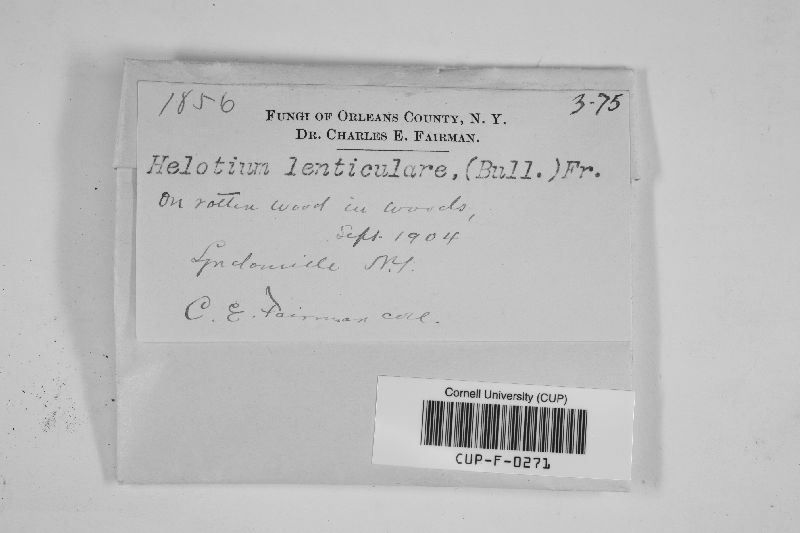 1856 3-75
FUNGI OF ORLEANS COUNTY, N. Y.
DR. CHARLES E. FAIRMAN.
Helotium lenticulare, (Bull.) Fr.
On rotten wood in woods,
Sept. 1904
Lyndonville N.Y.
C. E. Fairman coll.
Cornell University (CUP)
CUP-F-0271